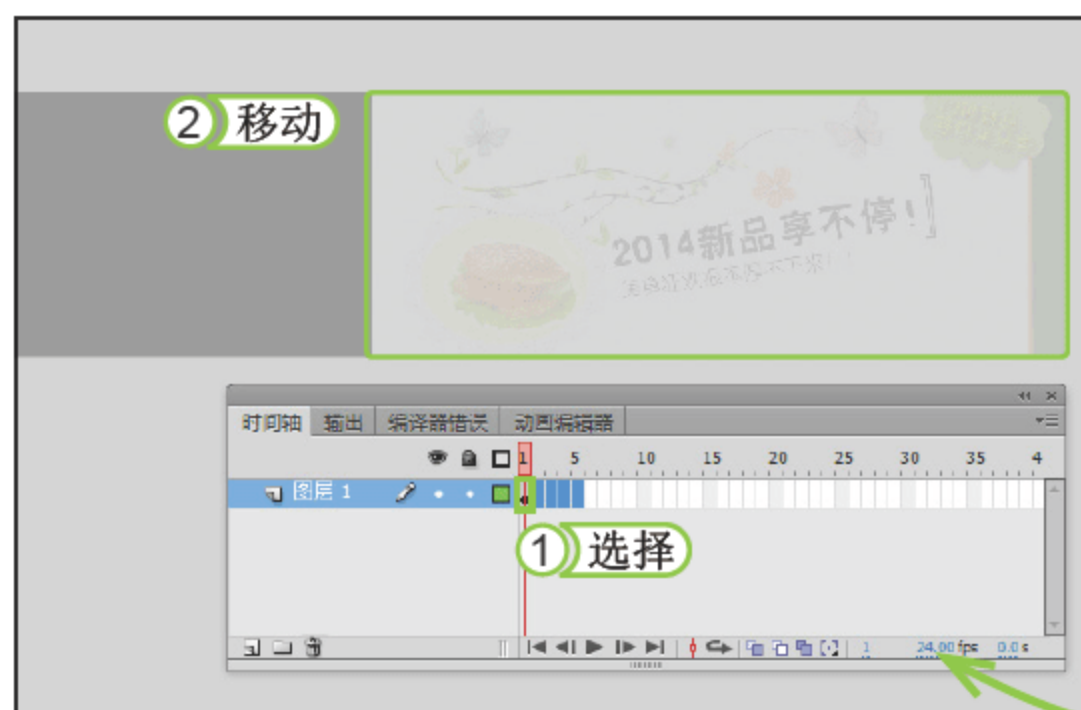 ② 移动
2014新品享不停!
时间轴 输出 编译器错误 动画编辑器
1 5 10 15 20 25 30 35 4
图层 1
① 选择
1 24.00 fps 0.0 s